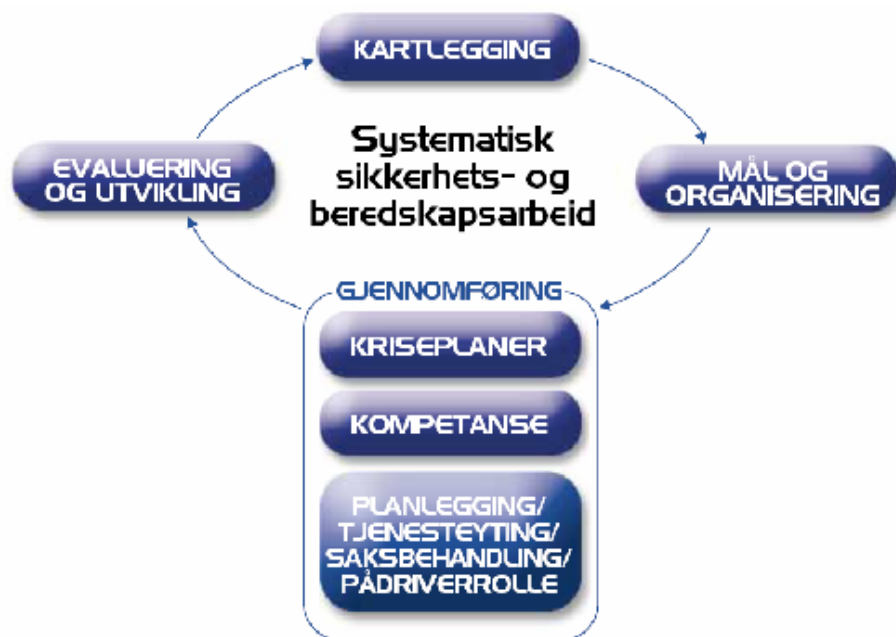 KARTLEGGING
Systematisk
sikkerhets- og
beredskapsarbeid
EVALUERING
OG UTVIKLING
MÅL OG
ORGANISERING
GJENNOMFØRING
KRISEPLANER
KOMPETANSE
PLANLEGGING/
TJENESTEYTING/
SAKSBEHANDLING/
PÅDRIVERROLLE